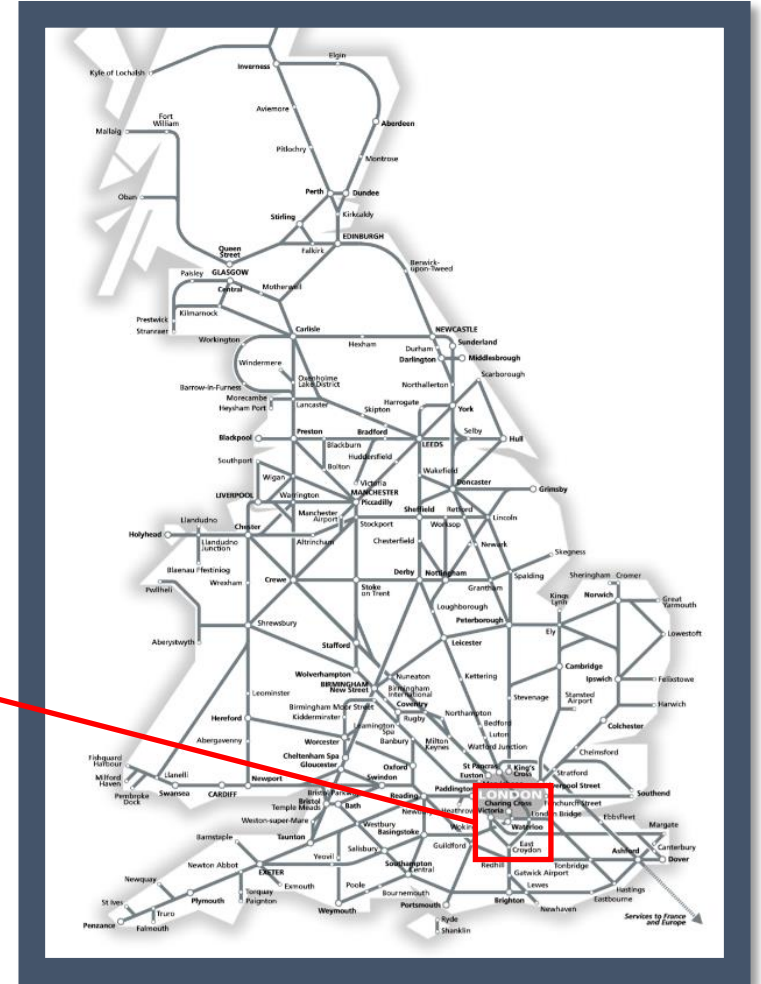 Elgin
Inverness
Kyle of Lochalsh
Aviemore
Fort
William
Aberdeen
Mallaig
Pitlochry
Montrose
Perth
Dundee
Oban
Stirling
Kirkcaldy
EDINBURGH
Queen
Street
Falkirk
Berwick-
upon-Tweed
Paisley
GLASGOW
Central
Motherwell
Prestwick
Kilmarnock
Stranraer
Carlisle
NEWCASTLE
Workington
Hexham
Sunderland
Durham
Darlington
Middlesbrough
Windermere
Scarborough
Oxenholme
Lake District
Barrow-in-Furness
Northallerton
Morecambe
Lancaster
Harrogate
York
Heysham Port
Skipton
Blackpool
Preston
Bradford
Selby
Hull
Blackburn
LEEDS
Huddersfield
Southport
Bolton
Wakefield
Wigan
Victoria
Doncaster
MANCHESTER
Piccadilly
Grimsby
LIVERPOOL
Warrington
Manchester
Airport
Sheffield
Retford
Llandudno
Stockport
Worksop
Lincoln
Holyhead
Chester
Llandudno
Junction
Altrincham
Chesterfield
Newark
Skegness
Blaenau Ffestiniog
Derby
Nottingham
Wrexham
Crewe
Stoke
on Trent
Grantham
Spalding
Sheringham
Cromer
Pwllheli
Kings
Lynn
Norwich
Great
Yarmouth
Loughborough
Peterborough
Shrewsbury
Ely
Lowestoft
Aberystwyth
Stafford
Leicester
Cambridge
Wolverhampton
Nuneaton
Kettering
Ipswich
Felixstowe
BIRMINGHAM
New Street
Birmingham
International
Leominster
Stevenage
Stansted
Airport
Birmingham Moor Street
Coventry
Harwich
Hereford
Kidderminster
Rugby
Northampton
Leamington
Spa
Bedford
Colchester
Abergavenny
Worcester
Banbury
Milton
Keynes
Luton
Watford Junction
Chelmsford
Cheltenham Spa
Fishguard
Harbour
Gloucester
Oxford
St Pancras
King's
Cross
Euston
Stratford
Milford
Haven
Llanelli
Swindon
Liverpool Street
Newport
Paddington
Pembroke
Dock
Swansea
CARDIFF
Reading
LONDON
Southend
Bristol
Temple Meads
Bath
Heathrow
Charing Cross
Fenchurch Street
Victoria
London Bridge
Ebbsfleet
Weston-super-Mare
Westbury
Waterloo
Margate
Barnstaple
Taunton
Basingstoke
Canterbury
Salisbury
Guildford
East
Croydon
Ashford
Dover
Newton Abbot
Yeovil
Redhill
Tonbridge
Newquay
EXETER
Southampton
Central
Gatwick Airport
Exmouth
Poole
Lewes
Hastings
St Ives
Plymouth
Torquay
Paignton
Bournemouth
Eastbourne
Truro
Weymouth
Portsmouth
Brighton
Newhaven
Penzance
Falmouth
Ryde
Shanklin
Services to France
and Europe